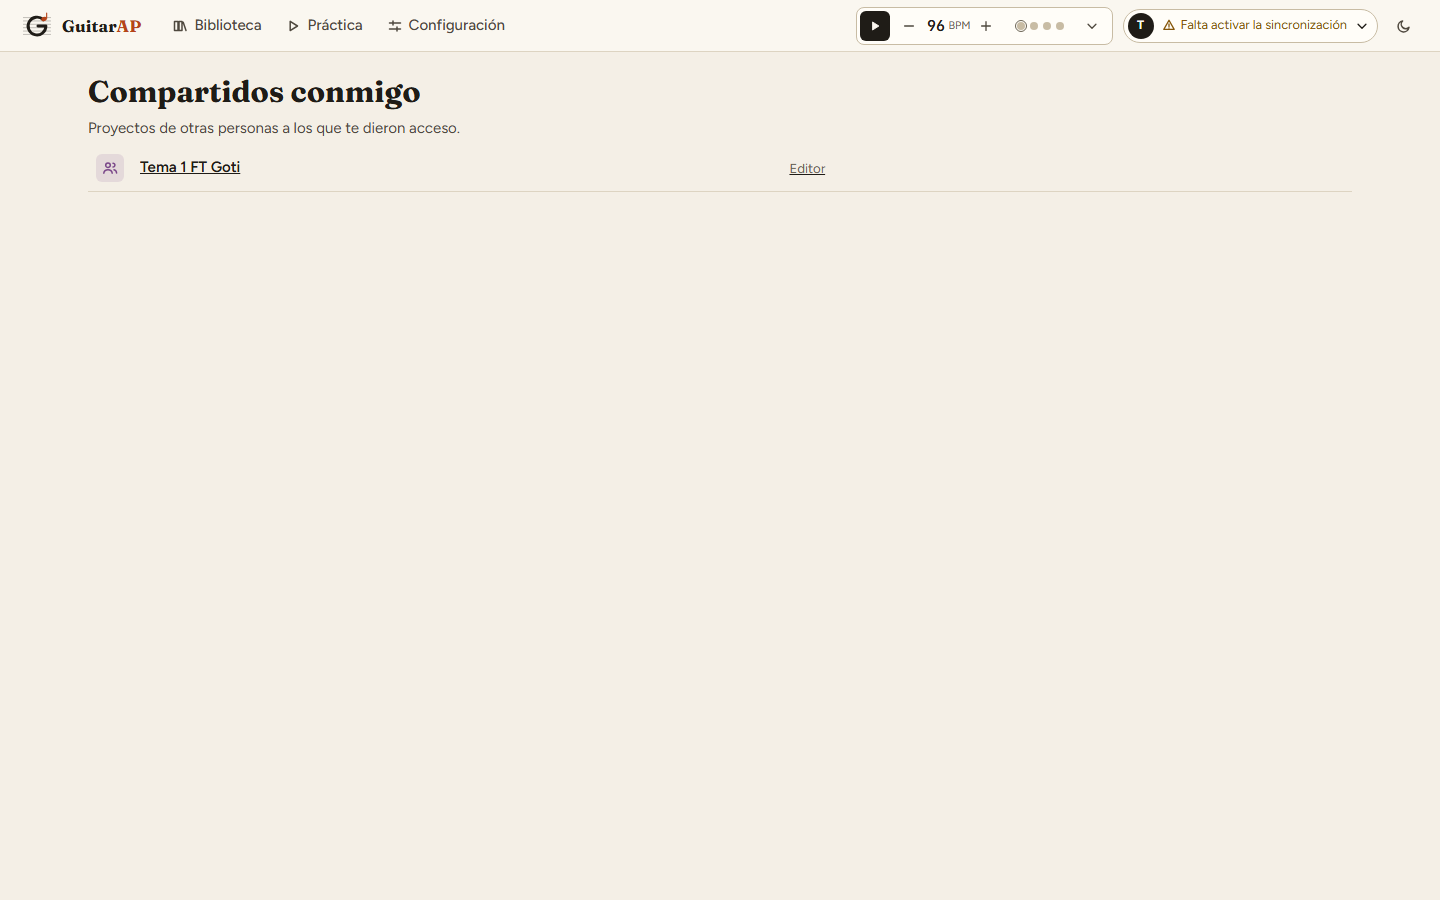 GuitarAP Biblioteca Práctica Configuración 96 BPM T Falta activar la sincronización
Compartidos conmigo
Proyectos de otras personas a los que te dieron acceso.
Tema 1 FT Goti Editor